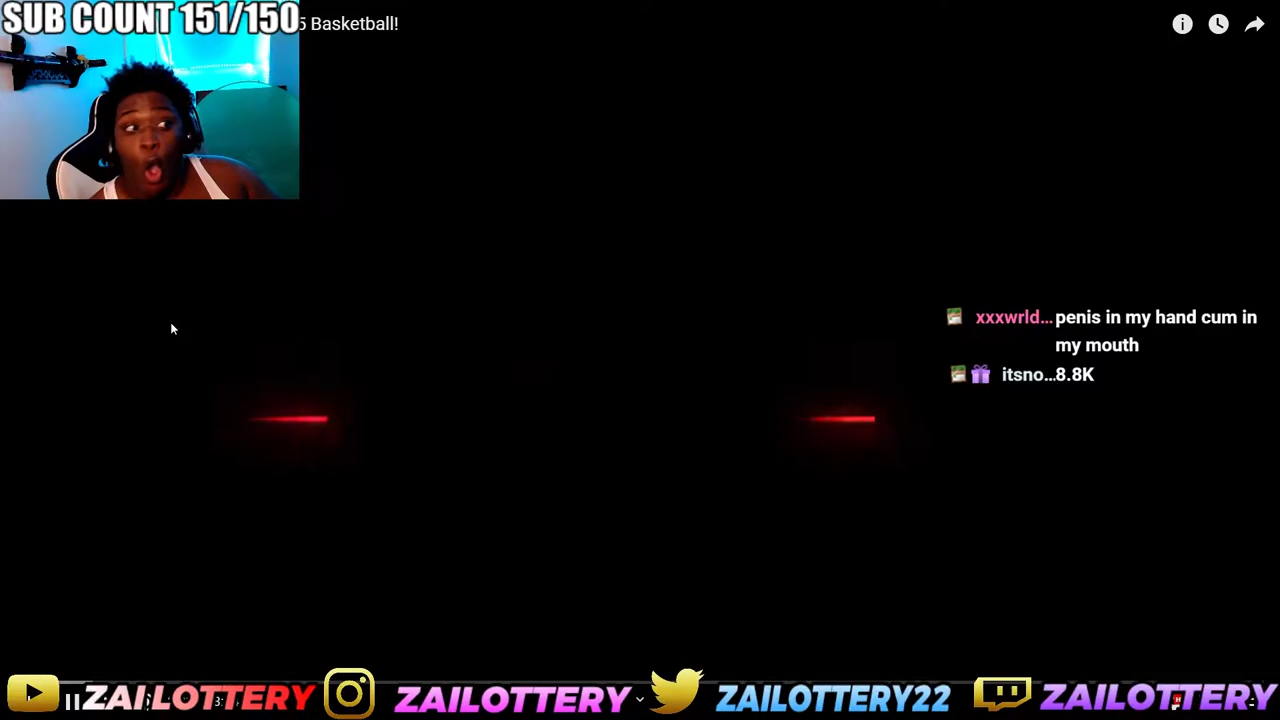 SUB COUNT 151/150
5 Basketball!
xxxwrld... penis in my hand cum in
my mouth
itsno... 8.8K
ZAILOTTERY ZAILOTTERY ZAILOTTERY22 ZAILOTTERY